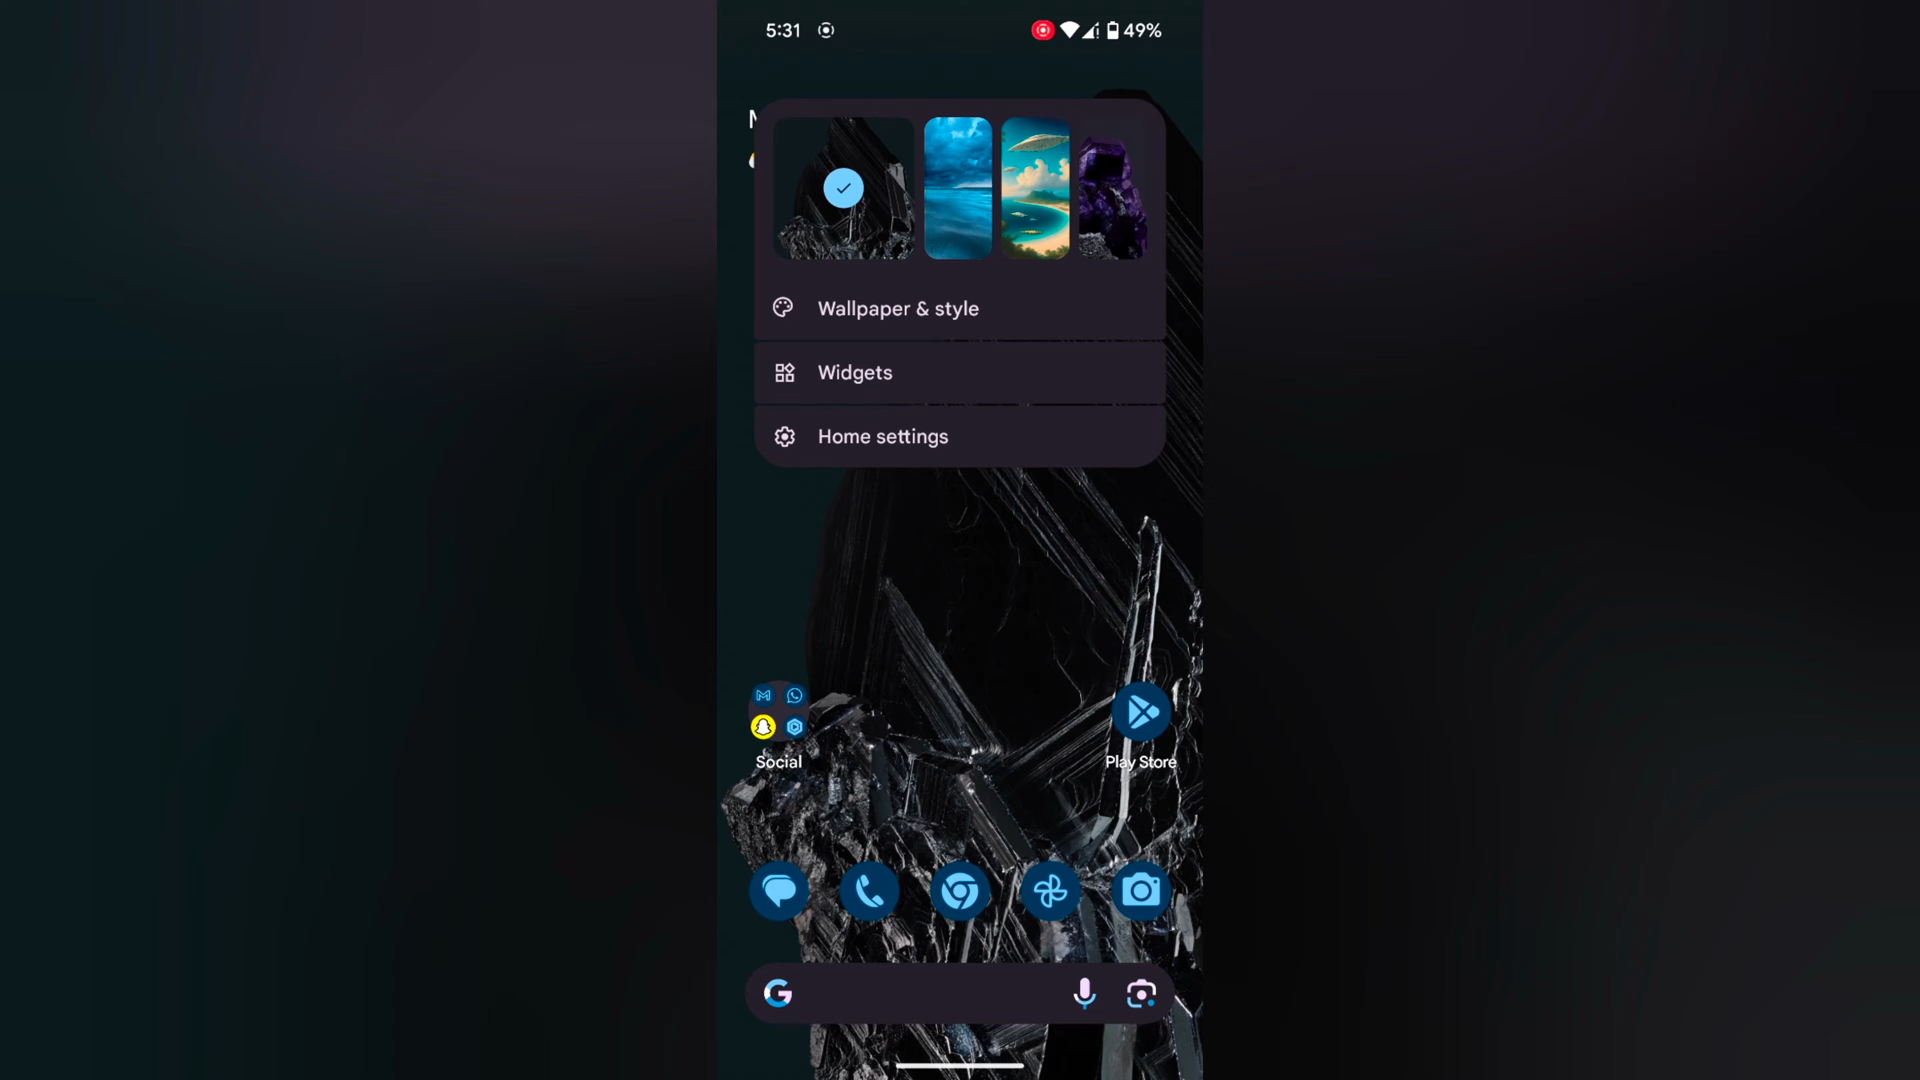 5:31
49%
M
Wallpaper & style
Widgets
Home settings
Social
Play Store